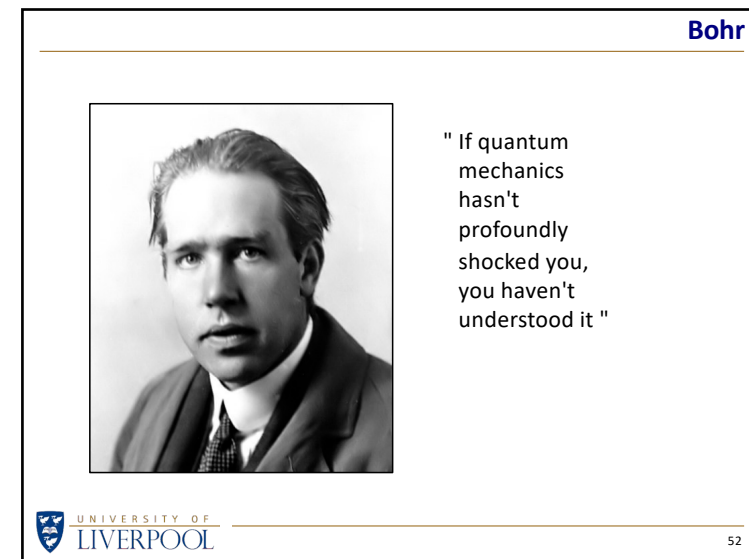 Bohr
" If quantum
mechanics
hasn't
profoundly
shocked you,
you haven't
understood it "
UNIVERSITY OF
LIVERPOOL
52